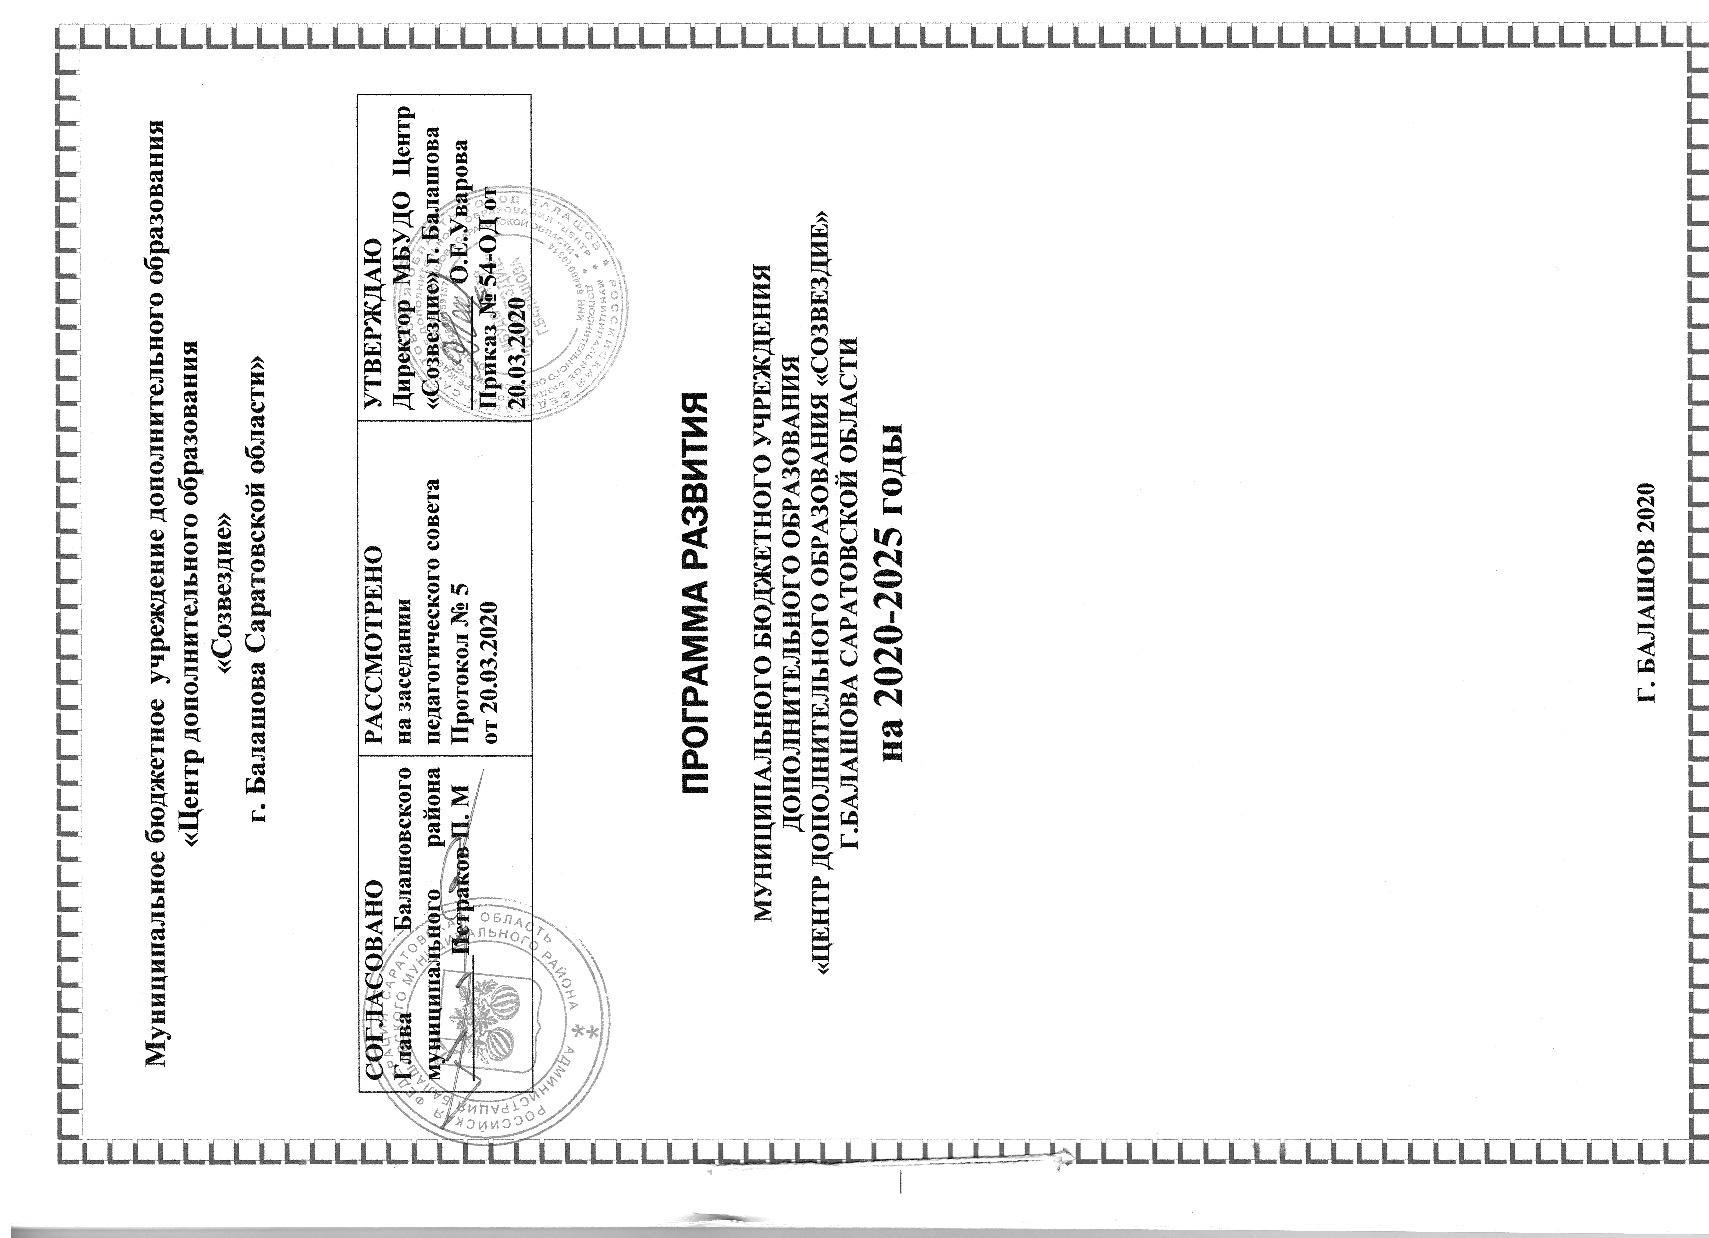 Муниципальное бюджетное учреждение дополнительного образования
«Центр дополнительного образования
«Созвездие»
г. Балашова Саратовской области»
СОГЛАСОВАНО
Глава Балашовского
муниципального района
Петраков П. М
РАССМОТРЕНО
на заседании
педагогического совета
Протокол № 5
от 20.03.2020
УТВЕРЖДАЮ
Директор МБУДО Центр
«Созвездие» г. Балашова
О.Е.Уварова
Приказ № 54-ОД от
20.03.2020
ПРОГРАММА РАЗВИТИЯ
МУНИЦИПАЛЬНОГО БЮДЖЕТНОГО УЧРЕЖДЕНИЯ
ДОПОЛНИТЕЛЬНОГО ОБРАЗОВАНИЯ
«ЦЕНТР ДОПОЛНИТЕЛЬНОГО ОБРАЗОВАНИЯ «СОЗВЕЗДИЕ»
Г.БАЛАШОВА САРАТОВСКОЙ ОБЛАСТИ
на 2020-2025 годы
Г. БАЛАШОВ 2020